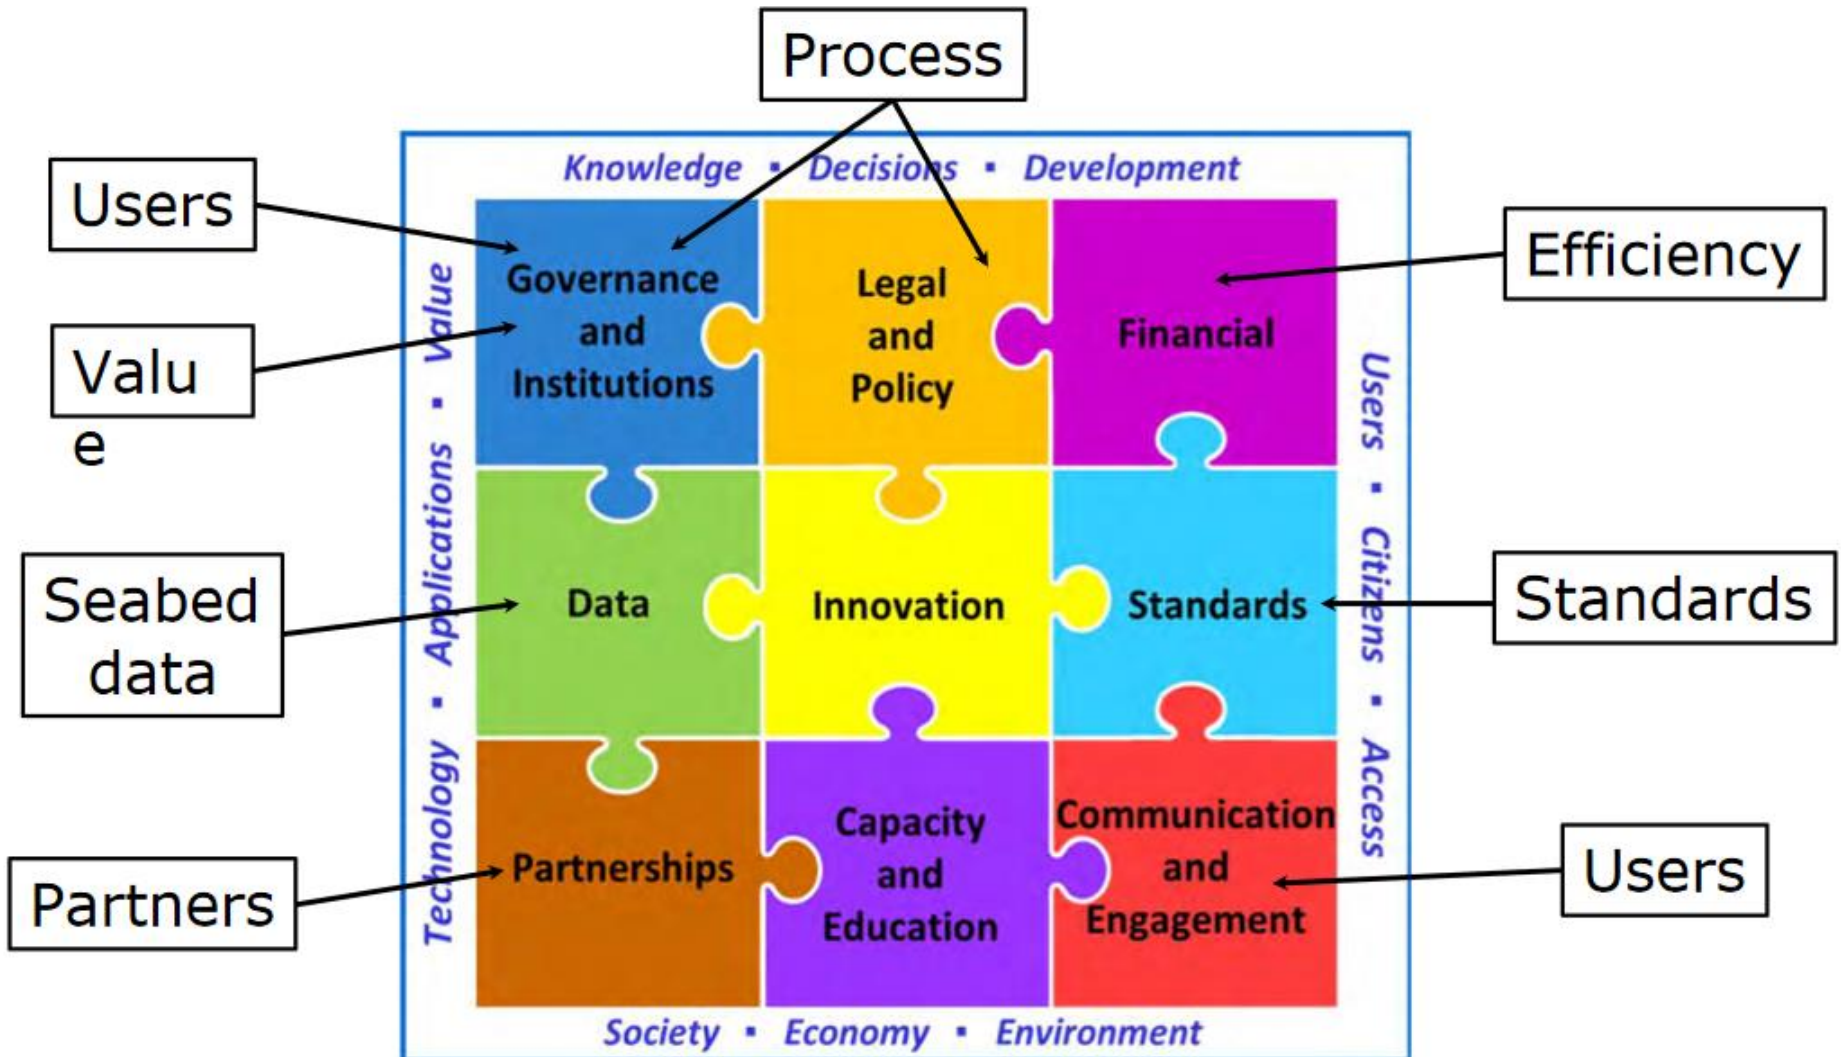 Process
Knowledge ▪ Decisions ▪ Development
Users
Valu
e
Seabed
data
Partners
Technology ▪ Applications ▪ Value
Governance
and
Institutions
Legal
and
Policy
Financial
Data
Innovation
Standards
Partnerships
Capacity
and
Education
Communication
and
Engagement
Users ▪ Citizens ▪ Access
Efficiency
Standards
Users
Society ▪ Economy ▪ Environment